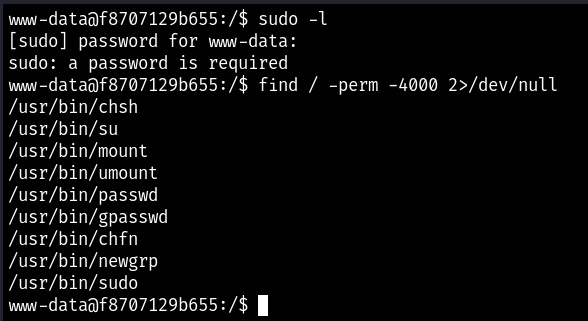 www-data@f8707129b655:/$ sudo -l
[sudo] password for www-data:
sudo: a password is required
www-data@f8707129b655:/$ find / -perm -4000 2>/dev/null
/usr/bin/chsh
/usr/bin/su
/usr/bin/mount
/usr/bin/umount
/usr/bin/passwd
/usr/bin/gpasswd
/usr/bin/chfn
/usr/bin/newgrp
/usr/bin/sudo
www-data@f8707129b655:/$